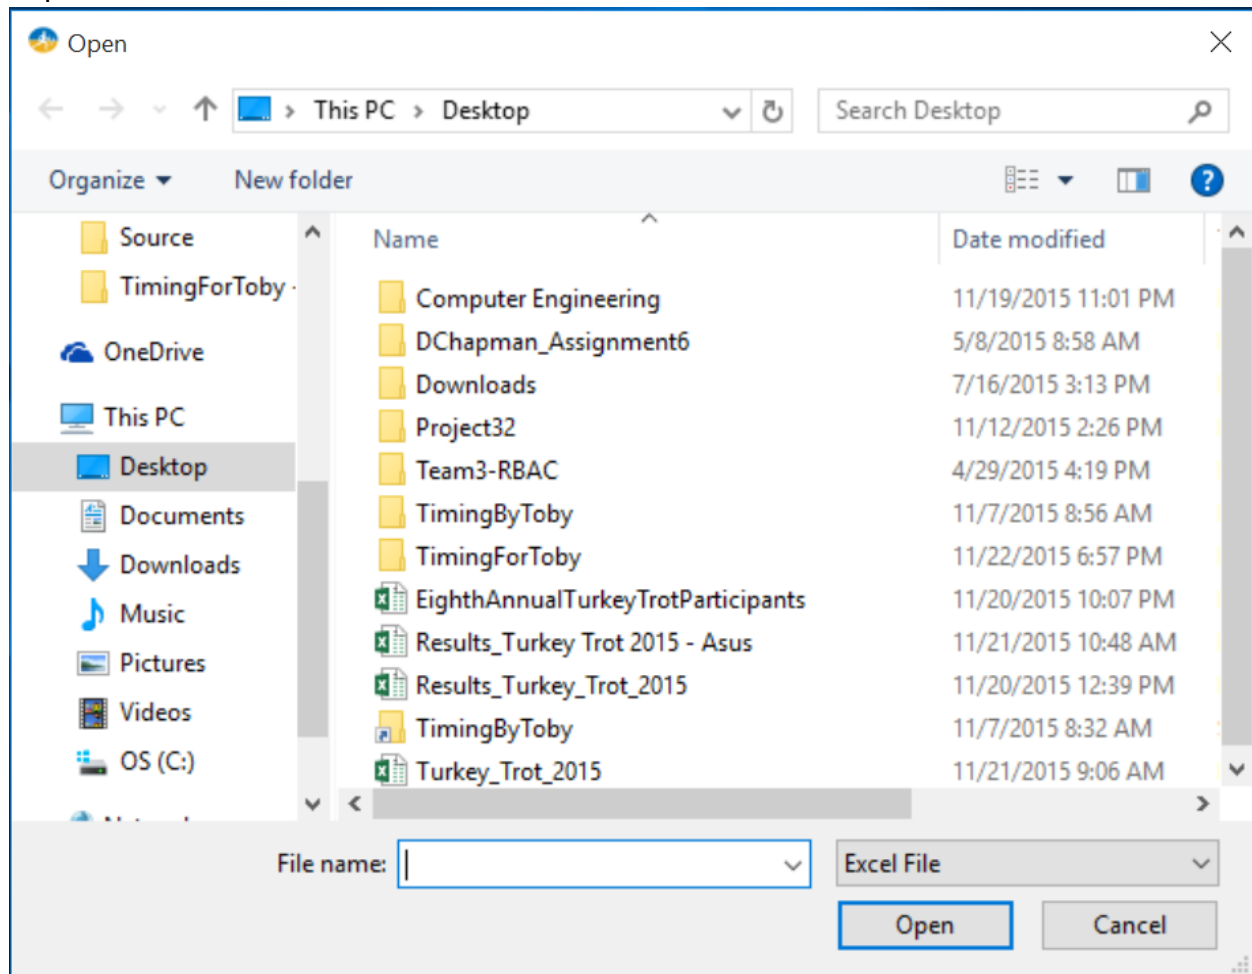 Open
This PC > Desktop
Search Desktop
Organize
New folder
?
Source
TimingForToby -
OneDrive
This PC
Desktop
Documents
Downloads
Music
Pictures
Videos
OS (C:)
Name Date modified
Computer Engineering 11/19/2015 11:01 PM
DChapman_Assignment6 5/8/2015 8:58 AM
Downloads 7/16/2015 3:13 PM
Project32 11/12/2015 2:26 PM
Team3-RBAC 4/29/2015 4:19 PM
TimingByToby 11/7/2015 8:56 AM
TimingForToby 11/22/2015 6:57 PM
EighthAnnualTurkeyTrotParticipants 11/20/2015 10:07 PM
Results_Turkey Trot 2015 - Asus 11/21/2015 10:48 AM
Results_Turkey_Trot_2015 11/20/2015 12:39 PM
TimingByToby 11/7/2015 8:32 AM
Turkey_Trot_2015 11/21/2015 9:06 AM
File name:
Excel File
Open
Cancel